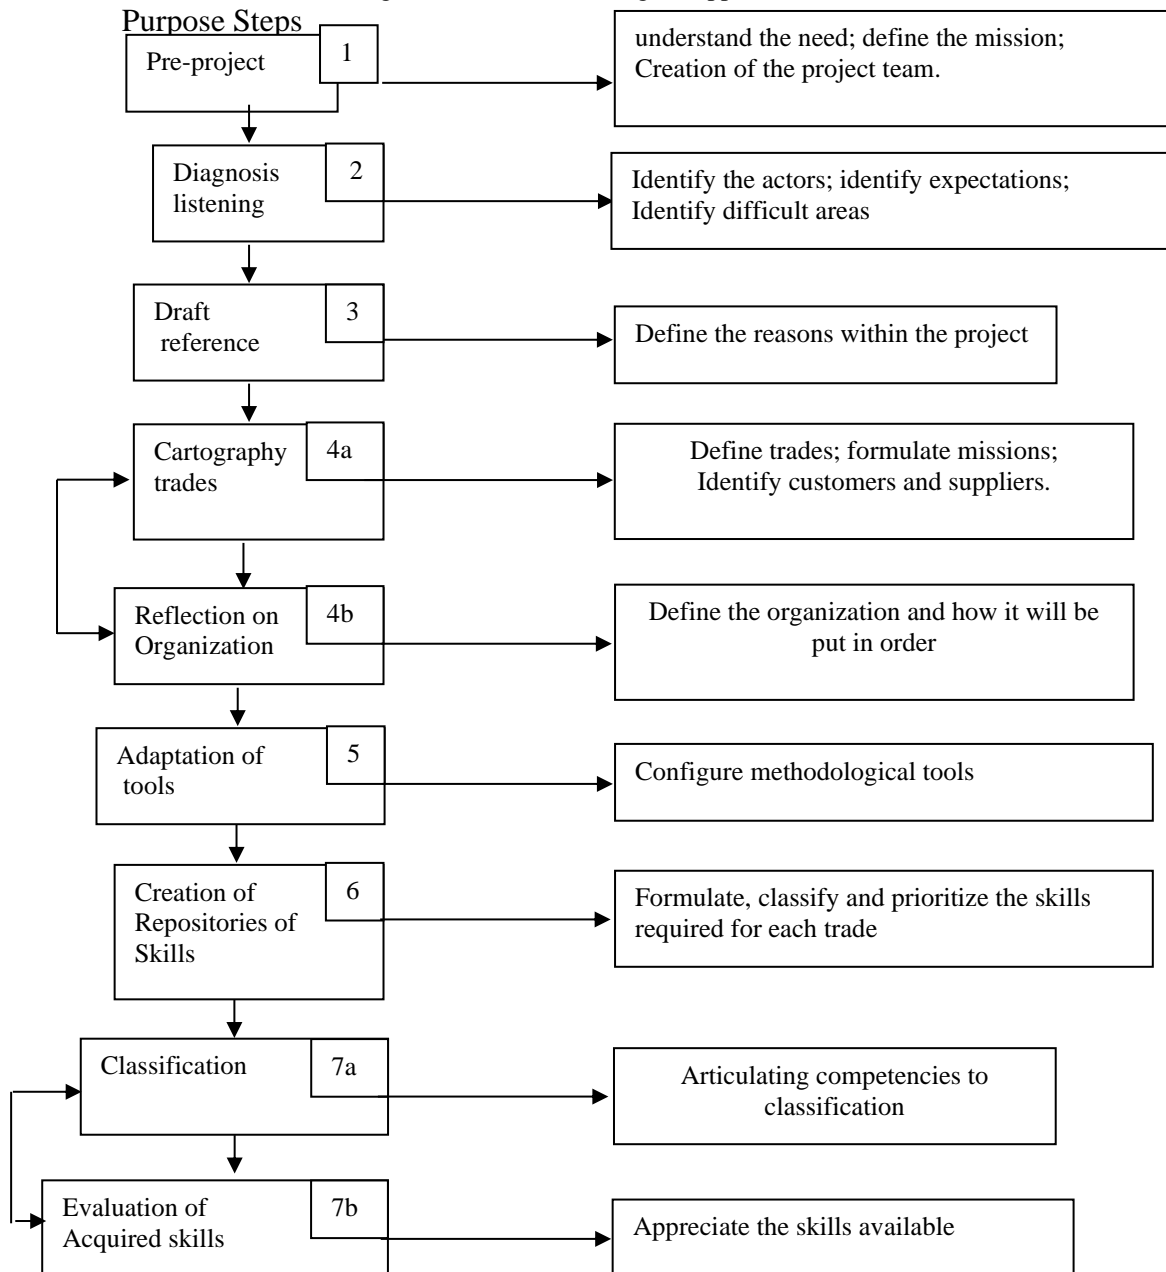 Purpose Steps
Pre-project
1
understand the need; define the mission;
Creation of the project team.
Diagnosis
listening
2
Identify the actors; identify expectations;
Identify difficult areas
Draft
reference
3
Define the reasons within the project
Cartography
trades
4a
Define trades; formulate missions;
Identify customers and suppliers.
Reflection on
Organization
4b
Define the organization and how it will be
put in order
Adaptation of
tools
5
Configure methodological tools
Creation of
Repositories of
Skills
6
Formulate, classify and prioritize the skills
required for each trade
Classification
7a
Articulating competencies to
classification
Evaluation of
Acquired skills
7b
Appreciate the skills available